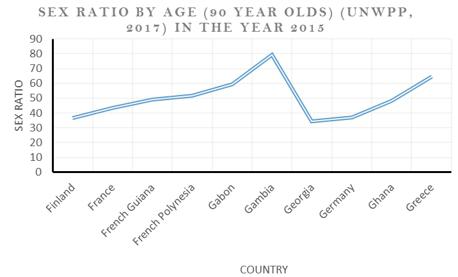 SEX RATIO BY AGE (90 YEAR OLDS) (UNWPP,
2017) IN THE YEAR 2015
90
80
70
60
50
40
30
20
10
0
SEX RATIO
Finland
France
French Guiana
French Polynesia
Gabon
Gambia
Georgia
Germany
Ghana
Greece
COUNTRY